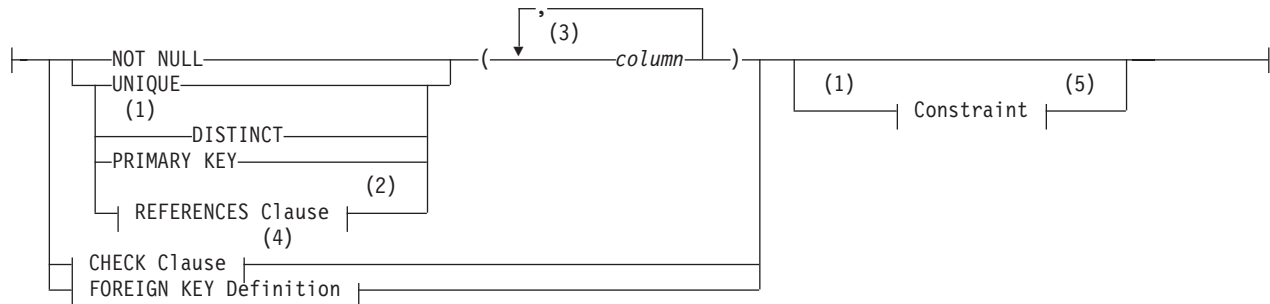 ,
(3)
NOT NULL ( column )
UNIQUE (1) (5)
(1) Constraint
DISTINCT
PRIMARY KEY
(2)
REFERENCES Clause
(4)
CHECK Clause
FOREIGN KEY Definition